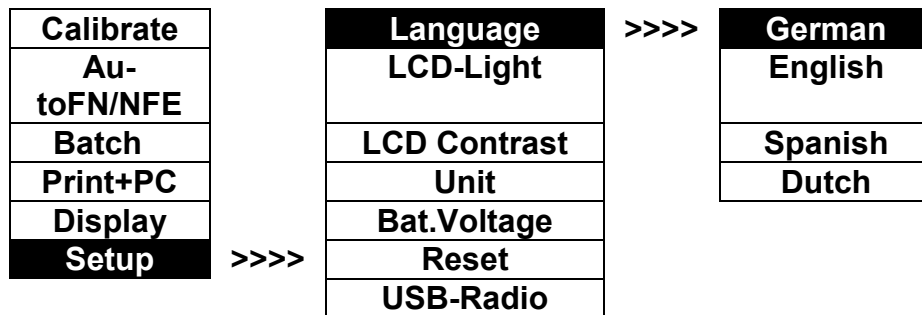 Calibrate
Au-
toFN/NFE
Batch
Print+PC
Display
Setup
>>>>
Language
LCD-Light
LCD Contrast
Unit
Bat.Voltage
Reset
USB-Radio
>>>>
German
English
Spanish
Dutch